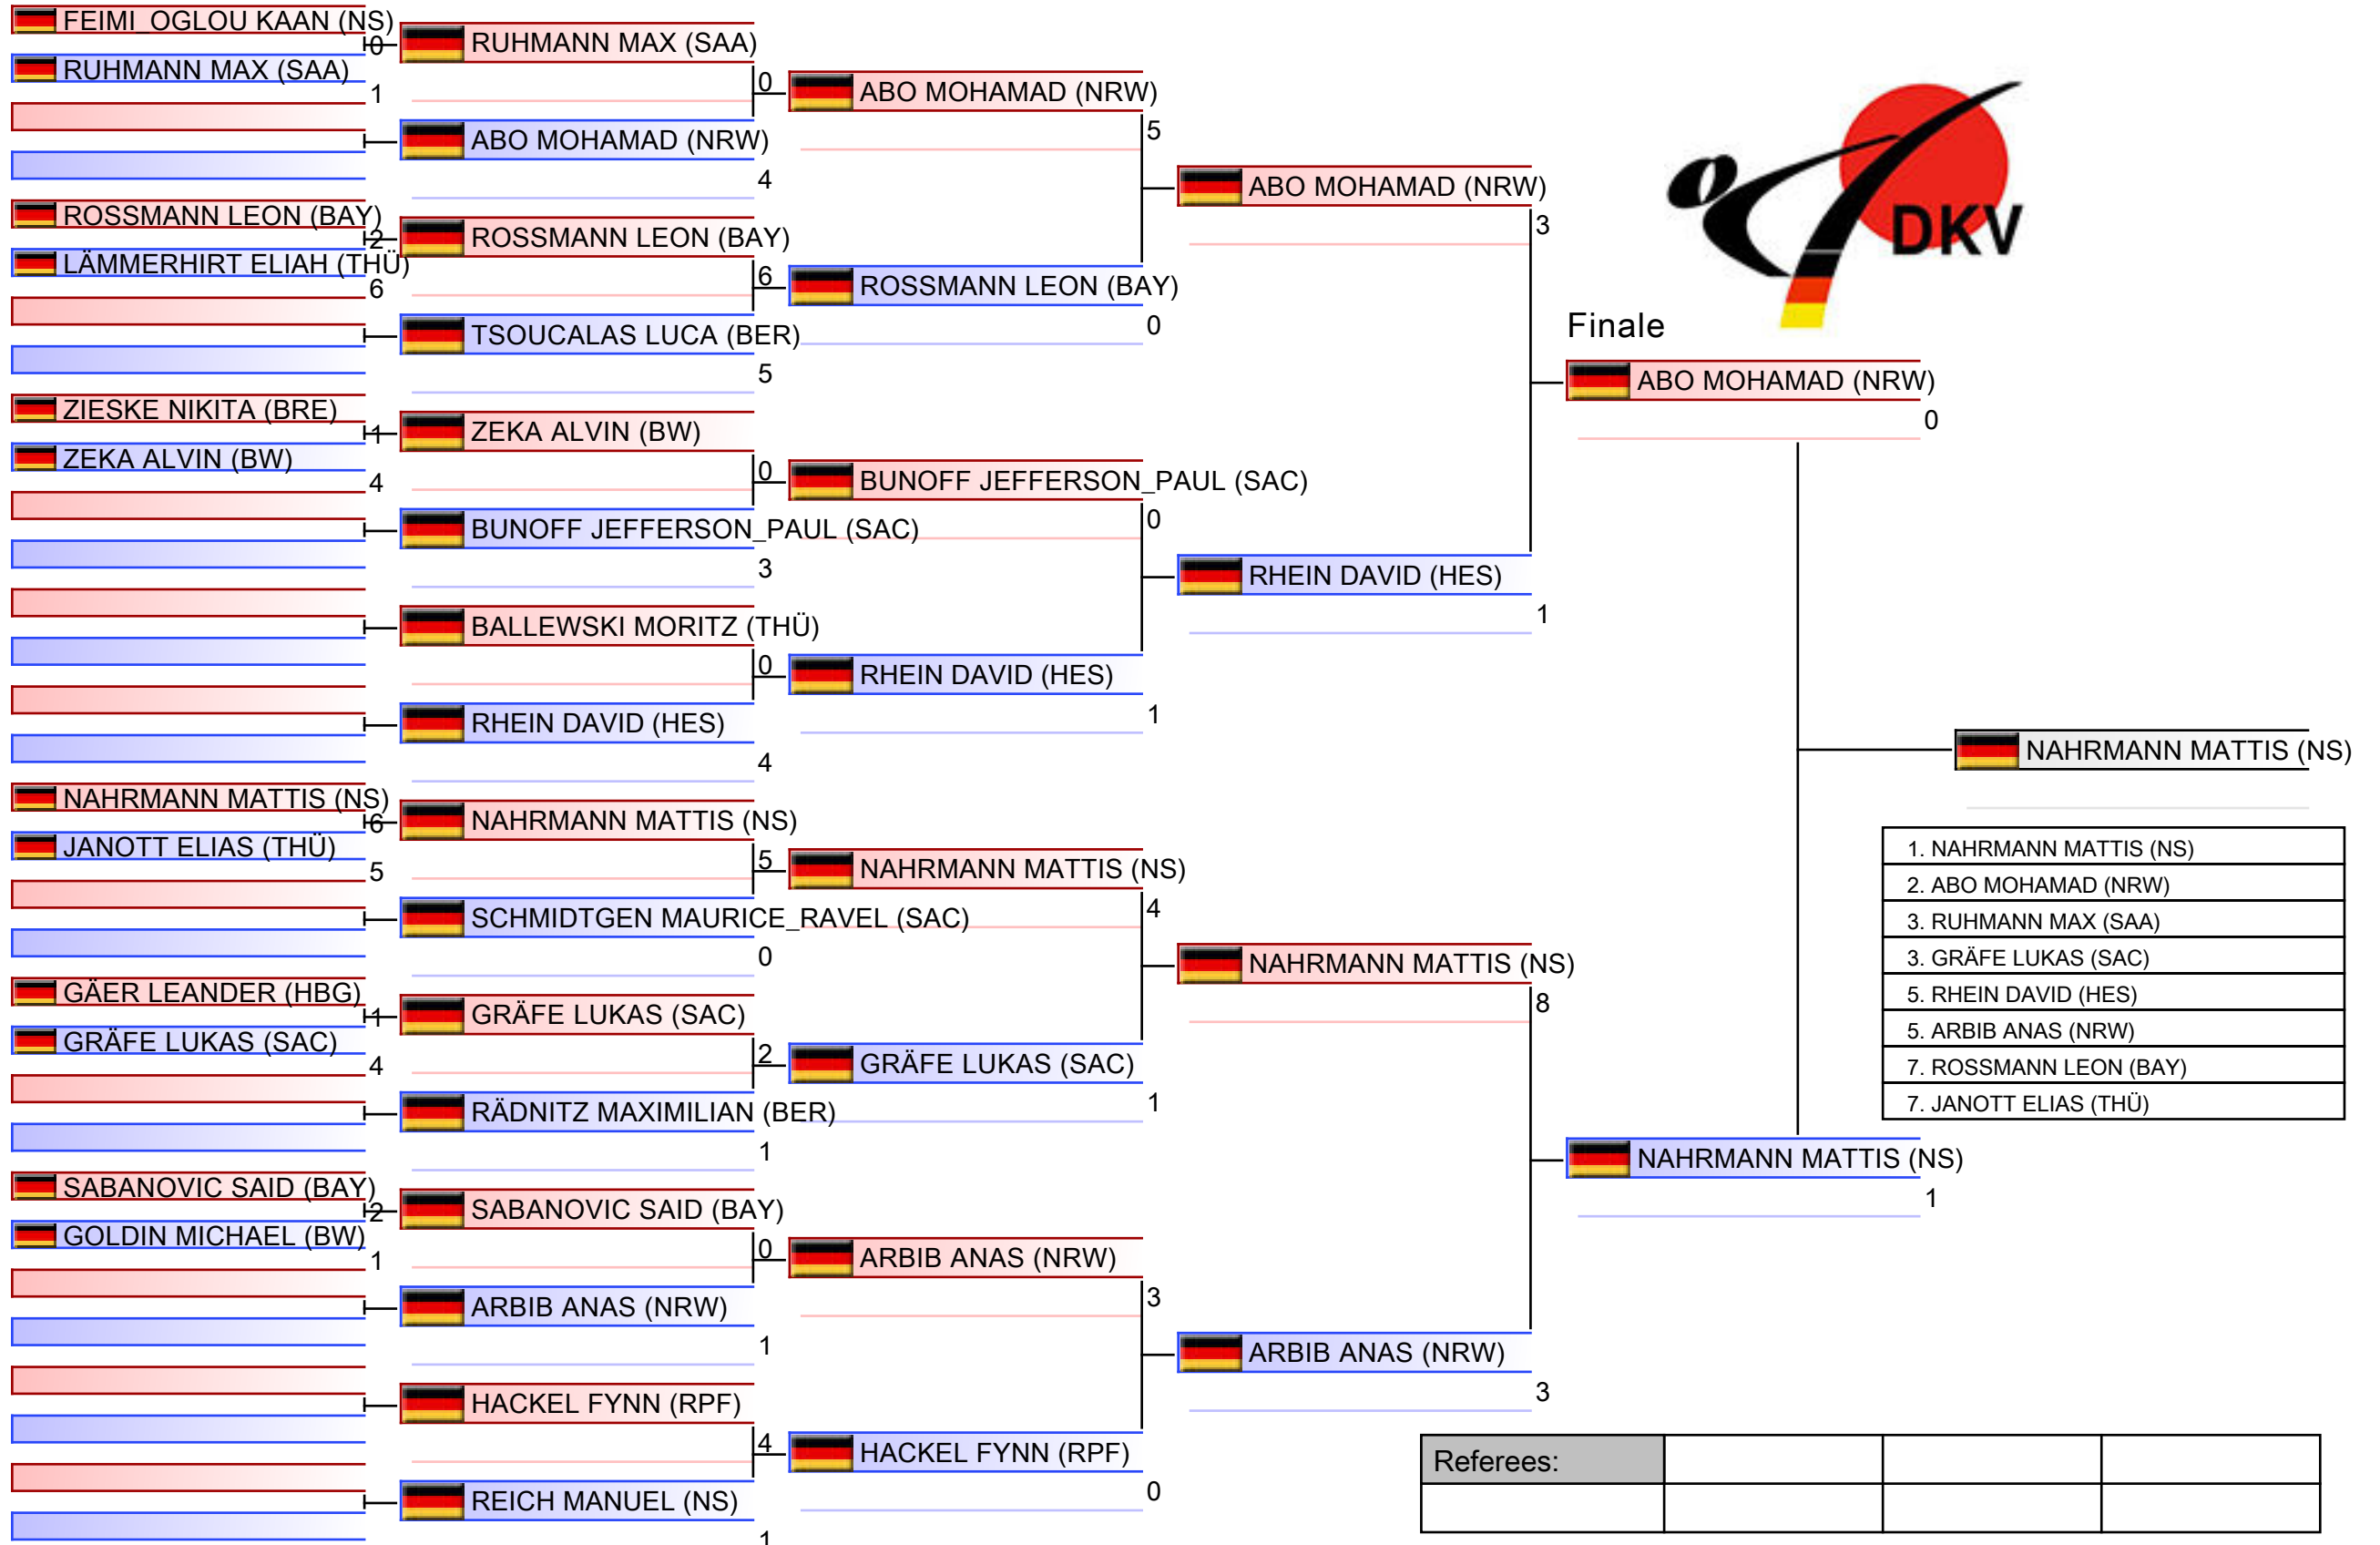 FEIMI_OGLOU KAAN (NS)
0
RUHMANN MAX (SAA)
1
ROSSMANN LEON (BAY)
2
LÄMMERHIRT ELIAH (THÜ)
6
ZIESKE NIKITA (BRE)
1
ZEKA ALVIN (BW)
4
NAHRMANN MATTIS (NS)
6
JANOTT ELIAS (THÜ)
5
GÄER LEANDER (HBG)
1
GRÄFE LUKAS (SAC)
4
SABANOVIC SAID (BAY)
2
GOLDIN MICHAEL (BW)
1
RUHMANN MAX (SAA)
0
ABO MOHAMAD (NRW)
4
ROSSMANN LEON (BAY)
6
TSOUCALAS LUCA (BER)
5
ZEKA ALVIN (BW)
0
BUNOFF JEFFERSON_PAUL (SAC)
3
BALLEWSKI MORITZ (THÜ)
0
RHEIN DAVID (HES)
4
NAHRMANN MATTIS (NS)
5
SCHMIDTGEN MAURICE_RAVEL (SAC)
0
GRÄFE LUKAS (SAC)
2
RÄDNITZ MAXIMILIAN (BER)
1
SABANOVIC SAID (BAY)
0
ARBIB ANAS (NRW)
1
HACKEL FYNN (RPF)
4
REICH MANUEL (NS)
1
ABO MOHAMAD (NRW)
5
ROSSMANN LEON (BAY)
0
BUNOFF JEFFERSON_PAUL (SAC)
0
RHEIN DAVID (HES)
1
NAHRMANN MATTIS (NS)
4
GRÄFE LUKAS (SAC)
1
ARBIB ANAS (NRW)
3
HACKEL FYNN (RPF)
0
ABO MOHAMAD (NRW)
3
RHEIN DAVID (HES)
1
NAHRMANN MATTIS (NS)
8
ARBIB ANAS (NRW)
3
DKV
Finale
ABO MOHAMAD (NRW)
0
NAHRMANN MATTIS (NS)
1
NAHRMANN MATTIS (NS)
1. NAHRMANN MATTIS (NS)
2. ABO MOHAMAD (NRW)
3. RUHMANN MAX (SAA)
3. GRÄFE LUKAS (SAC)
5. RHEIN DAVID (HES)
5. ARBIB ANAS (NRW)
7. ROSSMANN LEON (BAY)
7. JANOTT ELIAS (THÜ)
Referees: